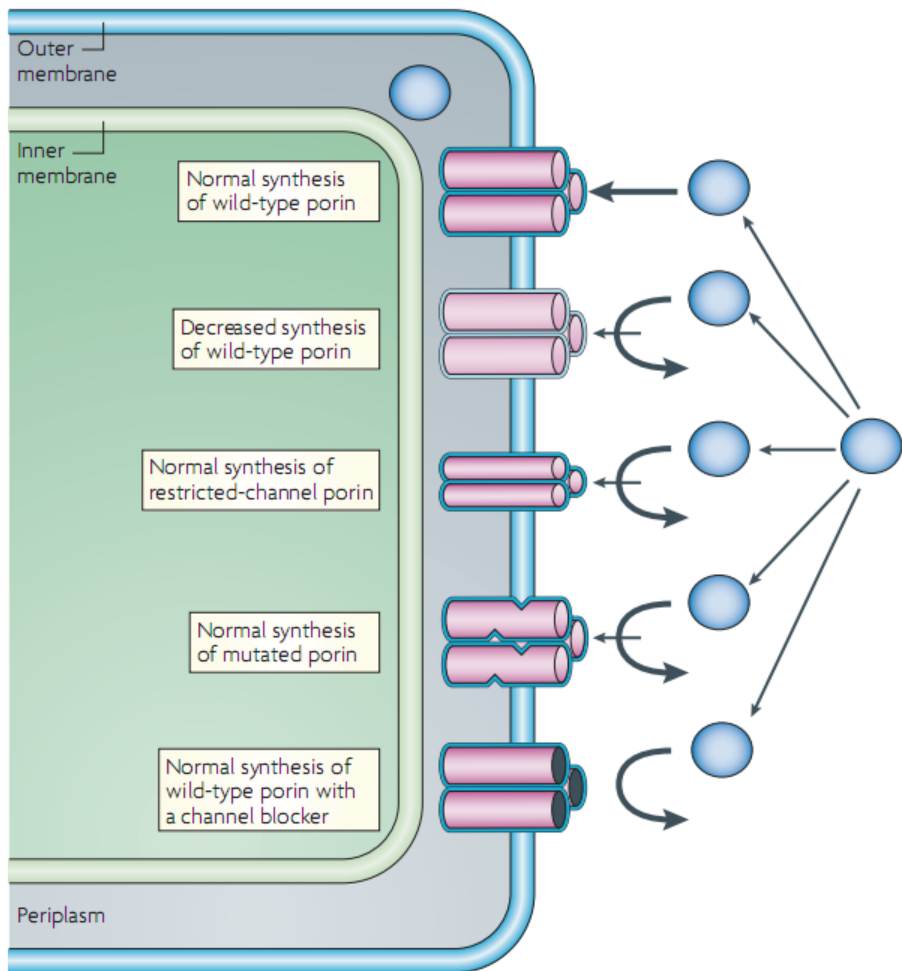 Outer
membrane
Inner
membrane
Normal synthesis
of wild-type porin
Decreased synthesis
of wild-type porin
Normal synthesis of
restricted-channel porin
Normal synthesis
of mutated porin
Normal synthesis of
wild-type porin with
a channel blocker
Periplasm